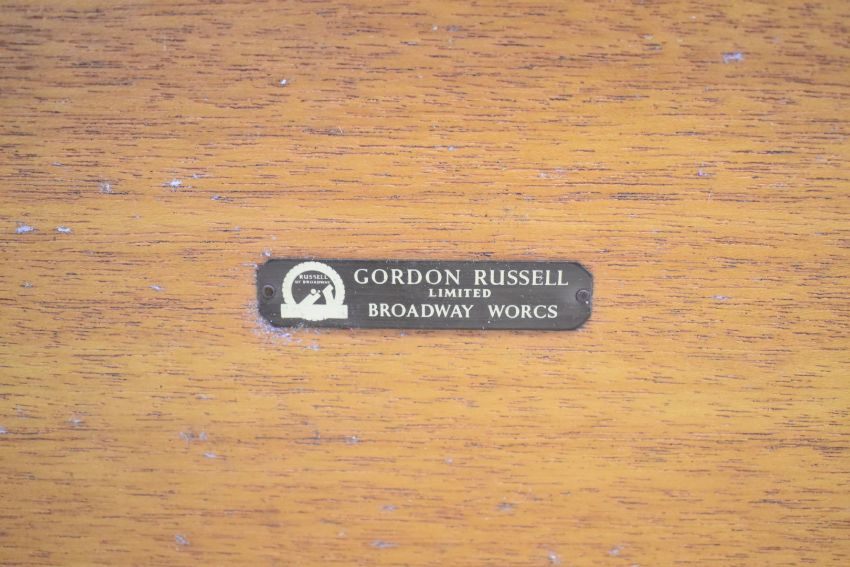 RUSSELL
OF BROADWAY
GORDON RUSSELL
LIMITED
BROADWAY WORCS